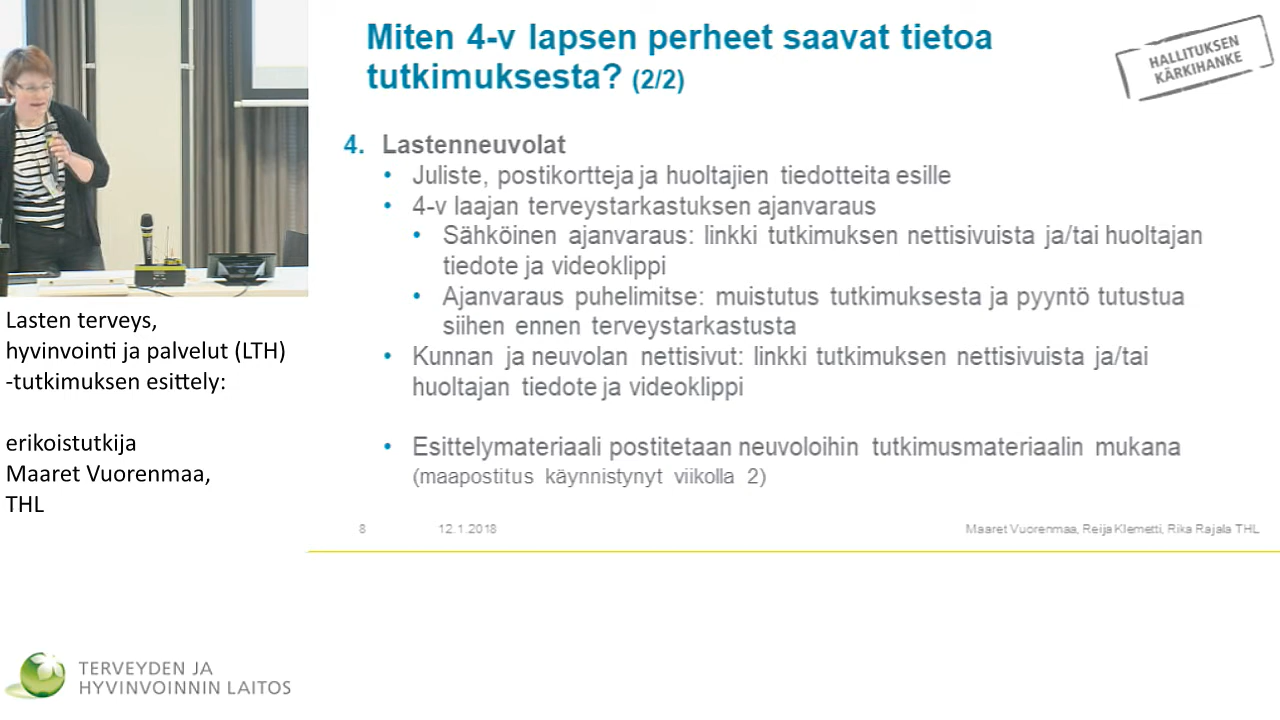 Miten 4-v lapsen perheet saavat tietoa
tutkimuksesta? (2/2)
HALLITUKSEN
KÄRKIHANKE
4. Lastenneuvolat
• Juliste, postikortteja ja huoltajien tiedotteita esille
• 4-v laajan terveystarkastuksen ajanvaraus
• Sähköinen ajanvaraus: linkki tutkimuksen nettisivuista ja/tai huoltajan
tiedote ja videoklippi
• Ajanvaraus puhelimitse: muistutus tutkimuksesta ja pyyntö tutustua
siihen ennen terveystarkastusta
• Kunnan ja neuvolan nettisivut: linkki tutkimuksen nettisivuista ja/tai
huoltajan tiedote ja videoklippi
• Esittelymateriaali postitetaan neuvoloihin tutkimusmateriaalin mukana
(maapostitus käynnistynyt viikolla 2)
8 12.1.2018 Maaret Vuorenmaa, Reija Klemetti, Rika Rajala THL
Lasten terveys,
hyvinvointi ja palvelut (LTH)
-tutkimuksen esittely:
erikoistutkija
Maaret Vuorenmaa,
THL
TERVEYDEN JA
HYVINVOINNIN LAITOS